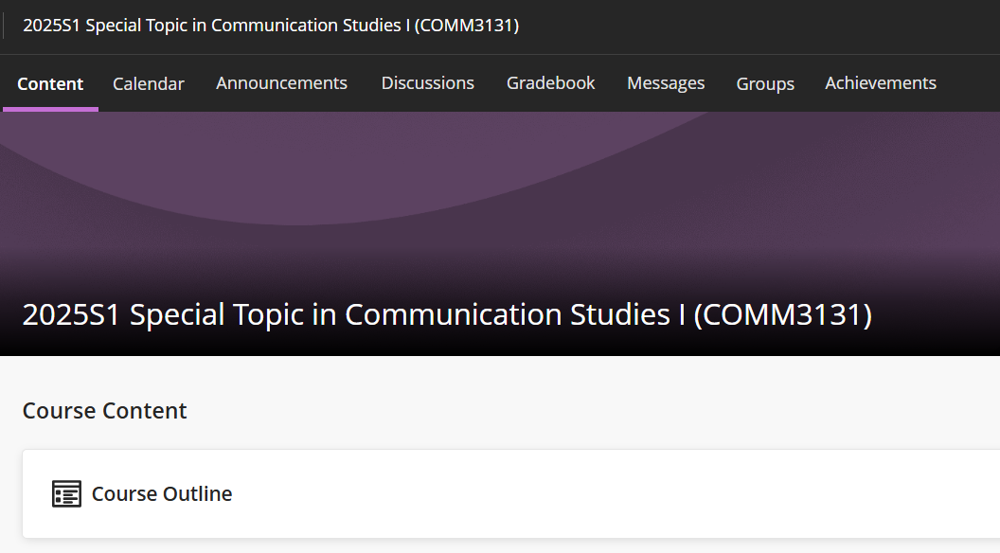 2025S1 Special Topic in Communication Studies I (COMM3131)
Content Calendar Announcements Discussions Gradebook Messages Groups Achievements
2025S1 Special Topic in Communication Studies I (COMM3131)
Course Content
Course Outline